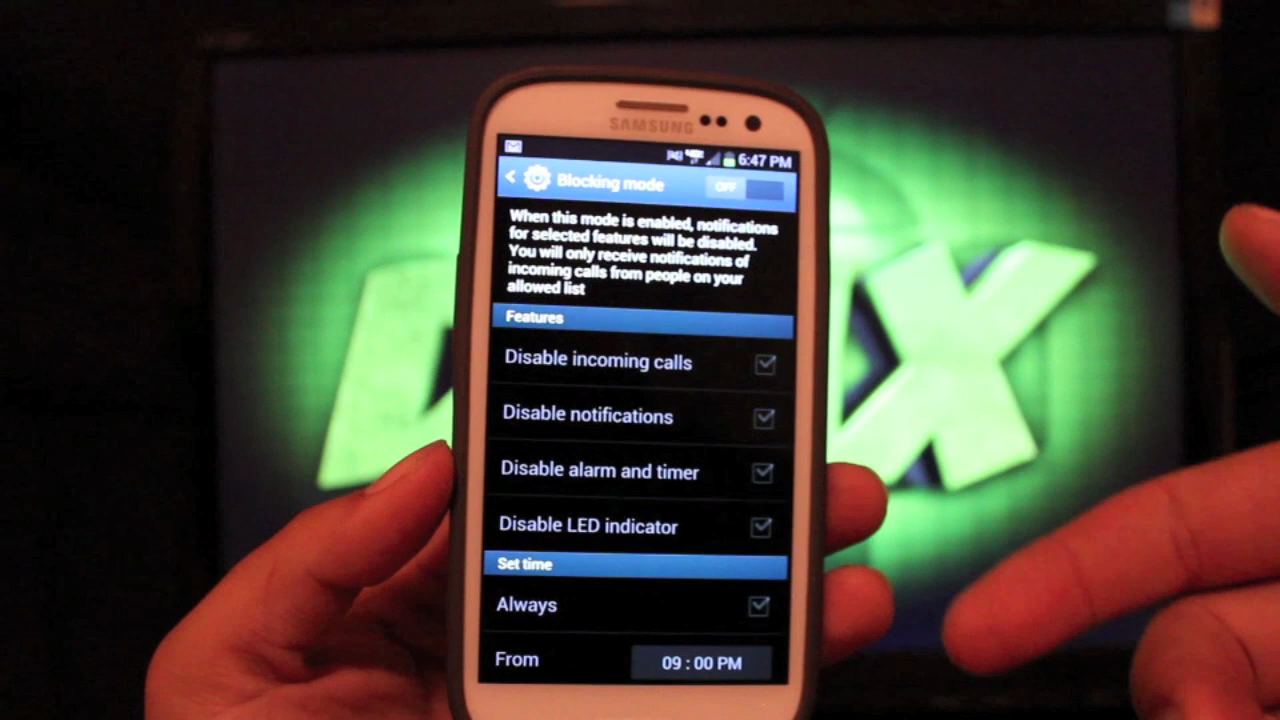 SAMSUNG
6:47 PM
Blocking mode OFF
When this mode is enabled, notifications
for selected features will be disabled.
You will only receive notifications of
incoming calls from people on your
allowed list
Features
Disable incoming calls
Disable notifications
Disable alarm and timer
Disable LED indicator
Set time
Always
From 09 : 00 PM